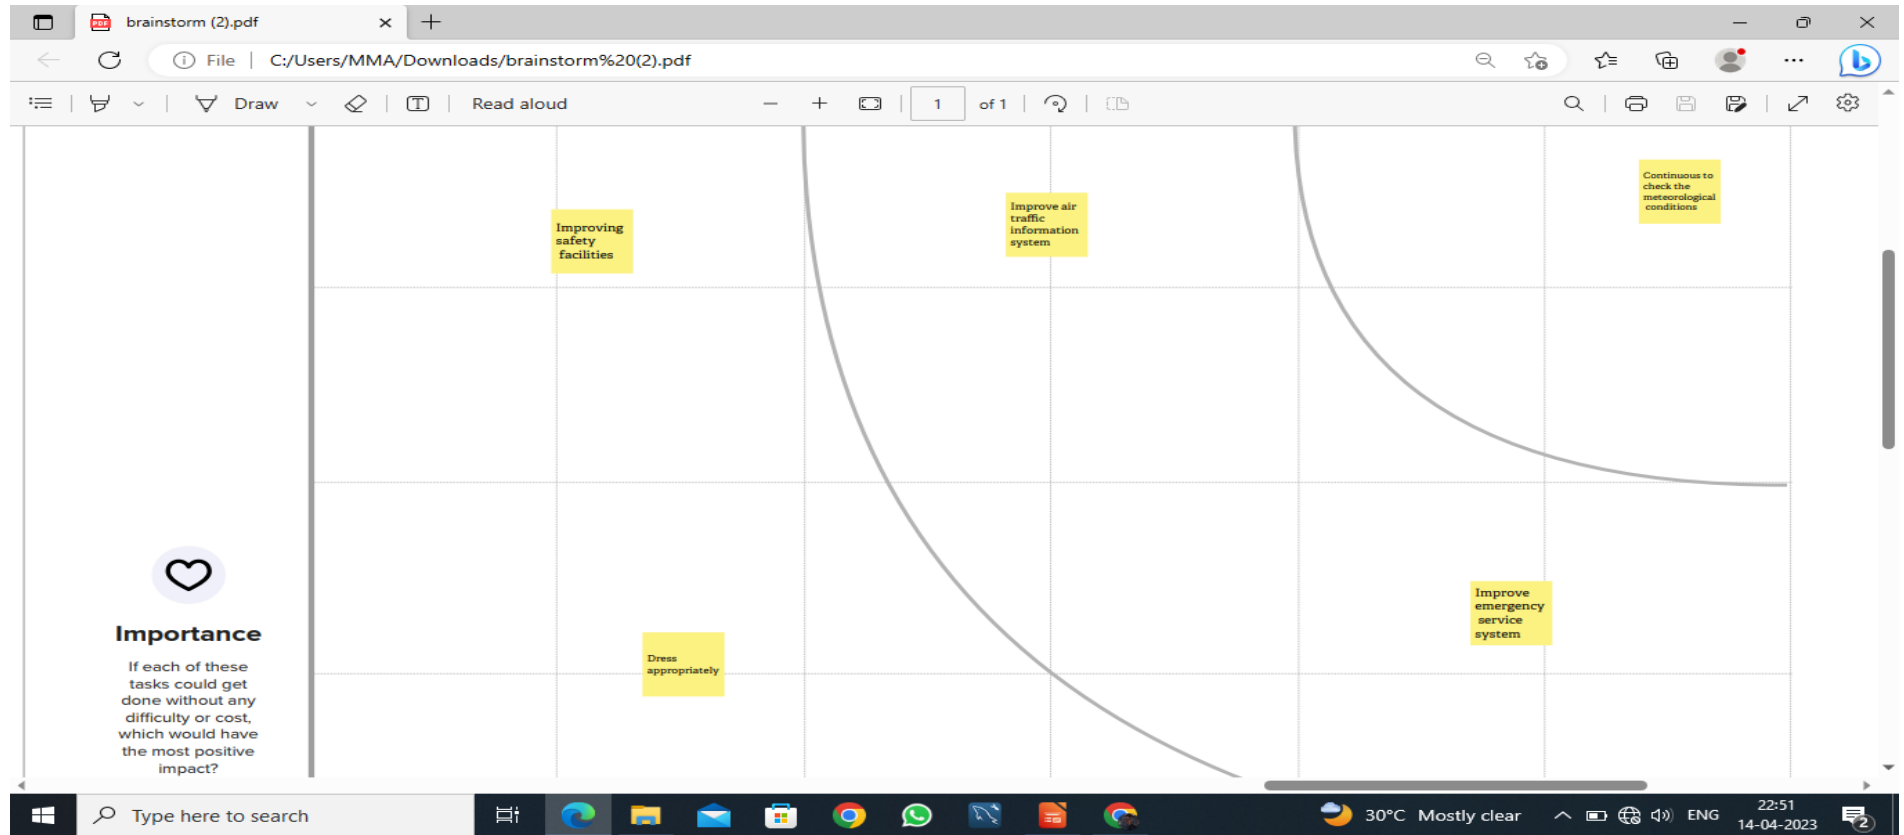 brainstorm (2).pdf
File
C:/Users/MMA/Downloads/brainstorm%20(2).pdf
Draw
Read aloud
1
of 1
Continuous to
check the
meteorological
conditions
Improve air
traffic
information
system
Improving
safety
facilities
Improve
emergency
service
system
Importance
If each of these
tasks could get
done without any
difficulty or cost,
which would have
the most positive
impact?
Dress
appropriately
Type here to search
30°C Mostly clear
ENG
22:51
14-04-2023
2